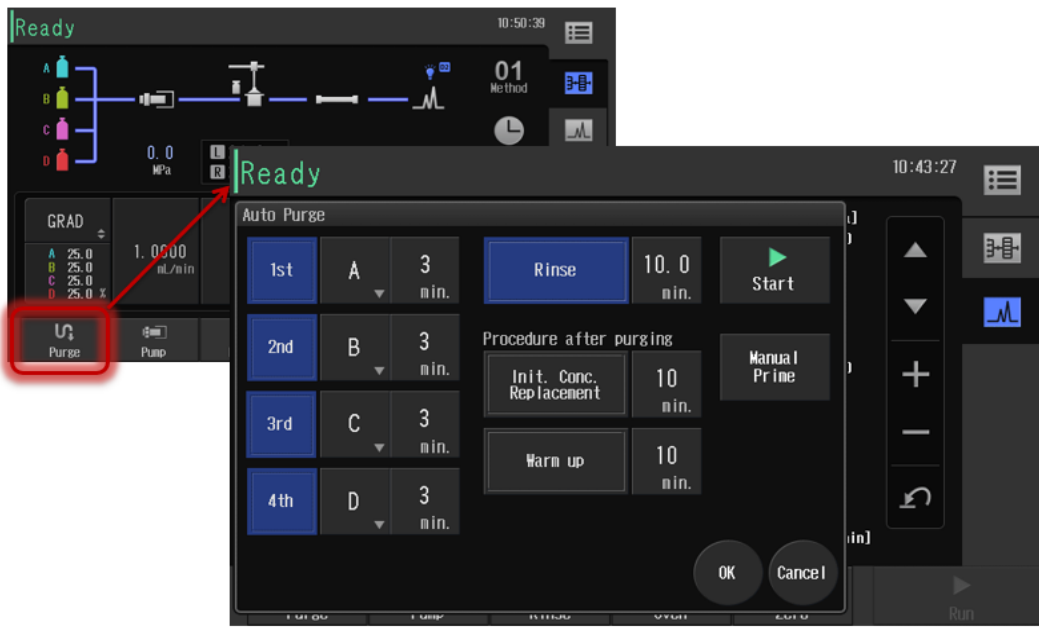 Ready
10:50:39
A
B
C
D
01
Method
0.0
MPa
L
R
GRAD
A 25.0
B 25.0
C 25.0
D 25.0 %
1.0000
mL/min
Purge
Pump
Ready
10:43:27
Auto Purge
1st
A
3
min.
2nd
B
3
min.
3rd
C
3
min.
4th
D
3
min.
Rinse
10.0
min.
Procedure after purging
Init. Conc.
Replacement
10
min.
Warm up
10
min.
Start
Manual
Prime
OK
Cancel
Run